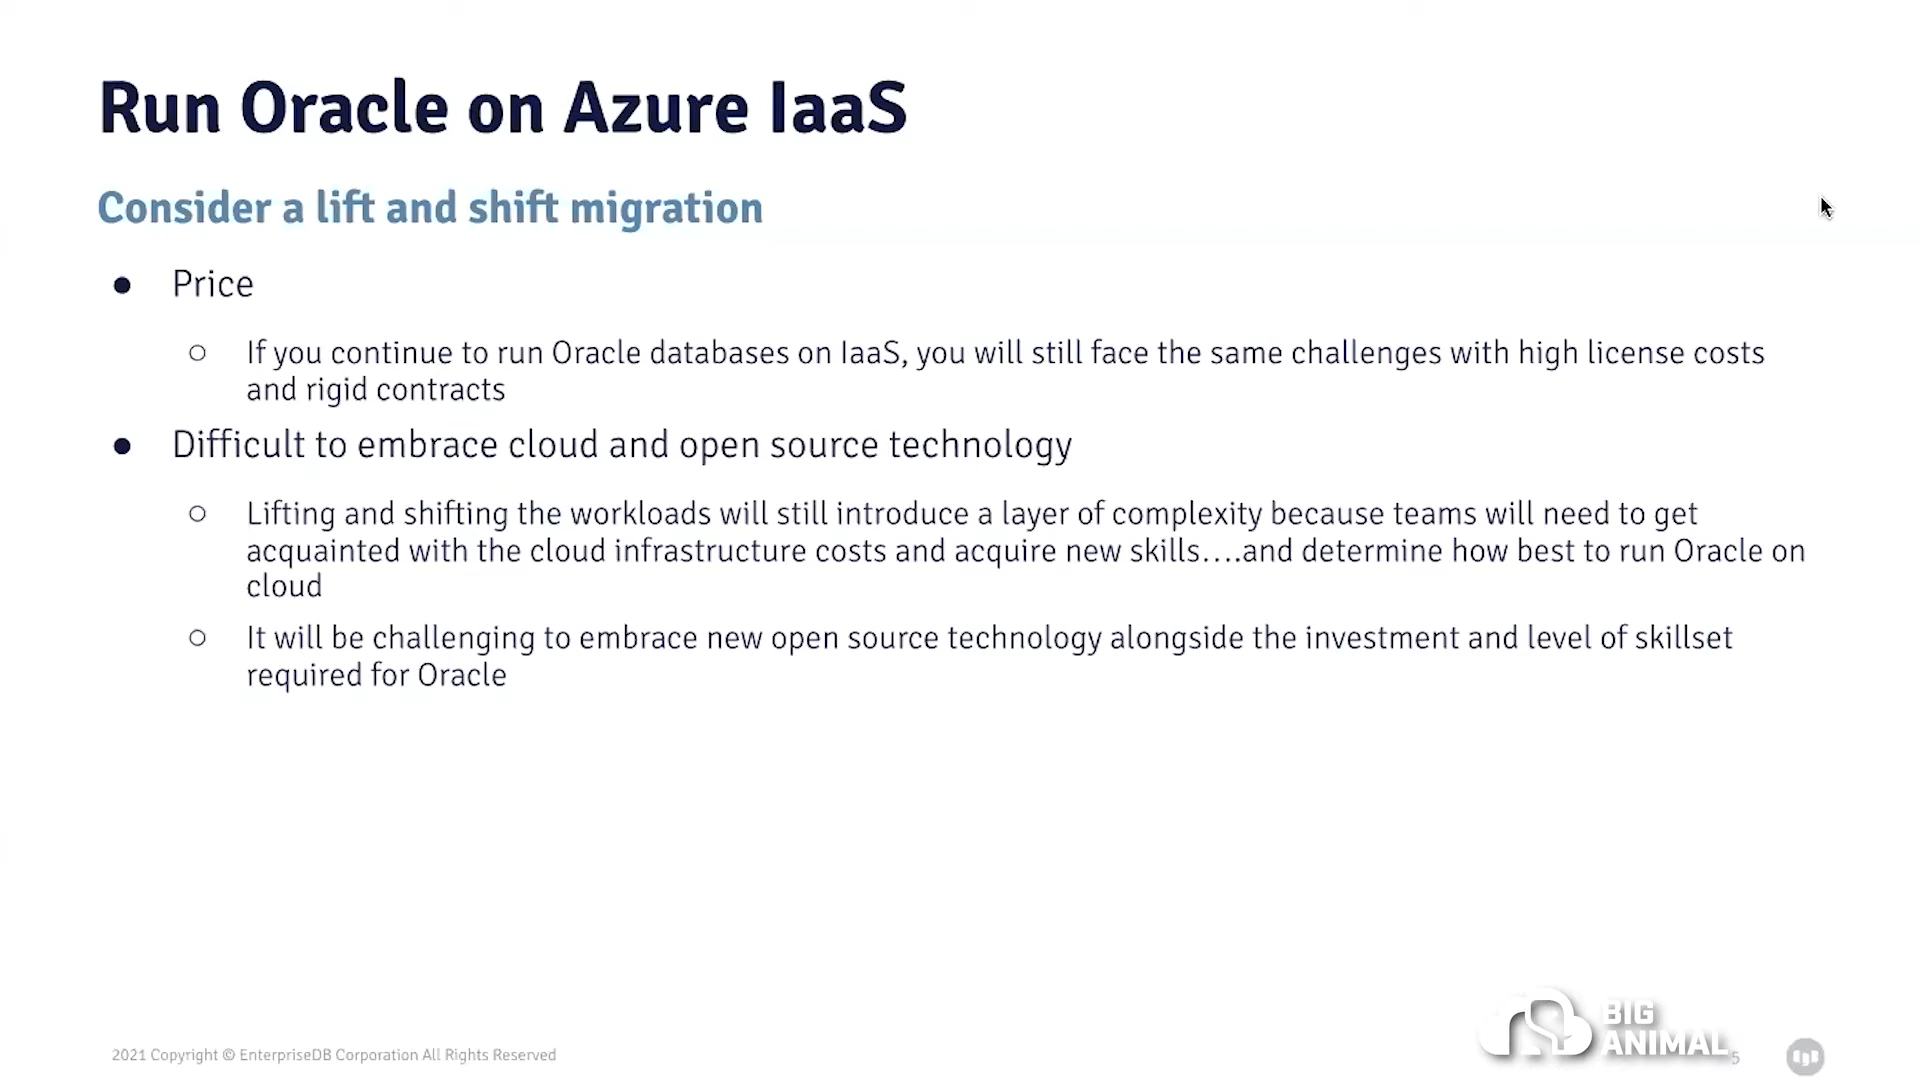 Run Oracle on Azure IaaS
Consider a lift and shift migration
● Price
○ If you continue to run Oracle databases on IaaS, you will still face the same challenges with high license costs
and rigid contracts
● Difficult to embrace cloud and open source technology
○ Lifting and shifting the workloads will still introduce a layer of complexity because teams will need to get
acquainted with the cloud infrastructure costs and acquire new skills....and determine how best to run Oracle on
cloud
○ It will be challenging to embrace new open source technology alongside the investment and level of skillset
required for Oracle
2021 Copyright © EnterpriseDB Corporation All Rights Reserved
BIG
ANIMAL
5